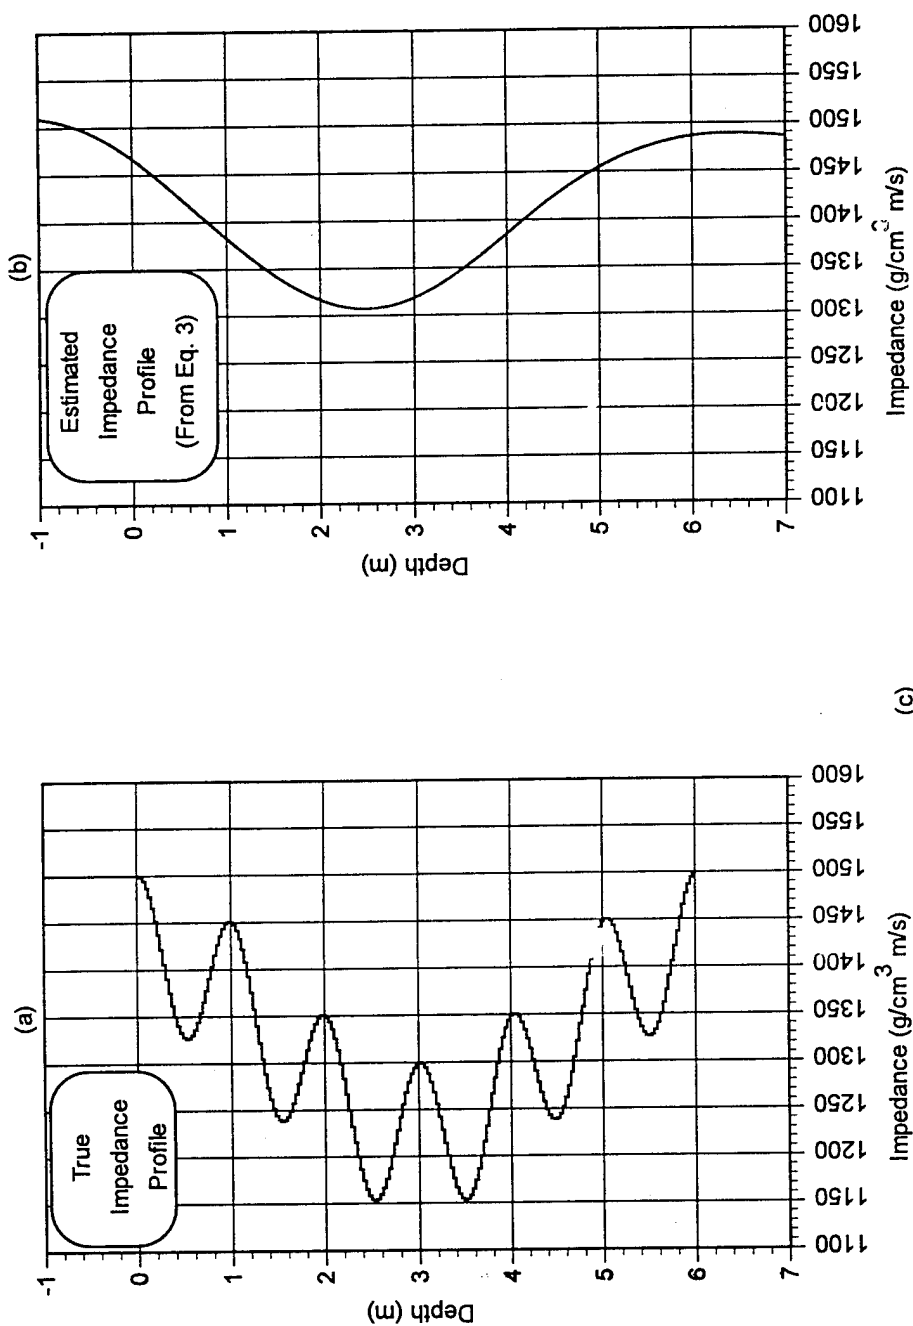 (a)
True
Impedance
Profile
-1
0
1
2
3
4
5
6
7
Depth (m)
1100
1150
1200
1250
1300
1350
1400
1450
1500
1550
1600
Impedance (g/cm³ m/s)
(b)
Estimated
Impedance
Profile
(From Eq. 3)
-1
0
1
2
3
4
5
6
7
Depth (m)
1100
1150
1200
1250
1300
1350
1400
1450
1500
1550
1600
Impedance (g/cm³ m/s)
(c)